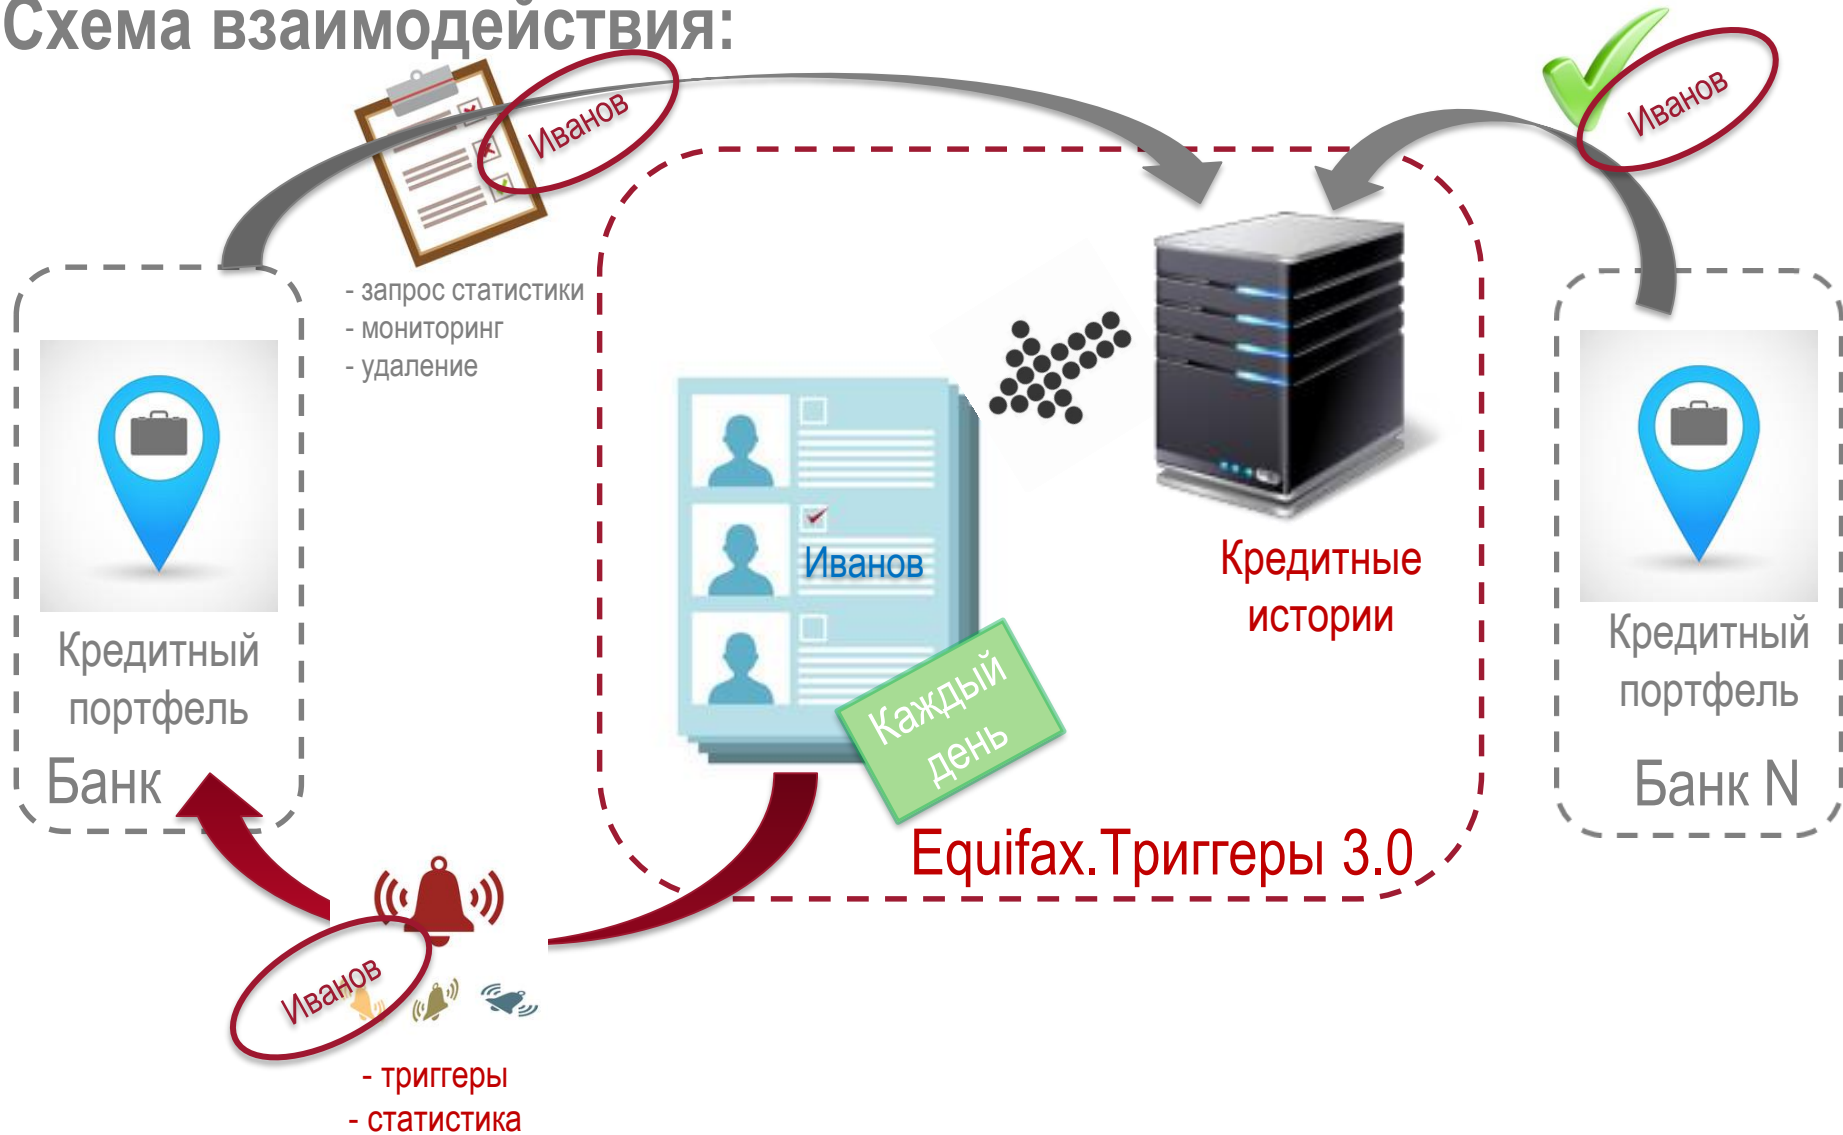 Схема взаимодействия:
Иванов
Иванов
- запрос статистики
- мониторинг
- удаление
Иванов
Кредитные
истории
Кредитный
портфель
Банк
Кредитный
портфель
Банк N
Каждый
день
Equifax.Триггеры 3.0
Иванов
- триггеры
- статистика